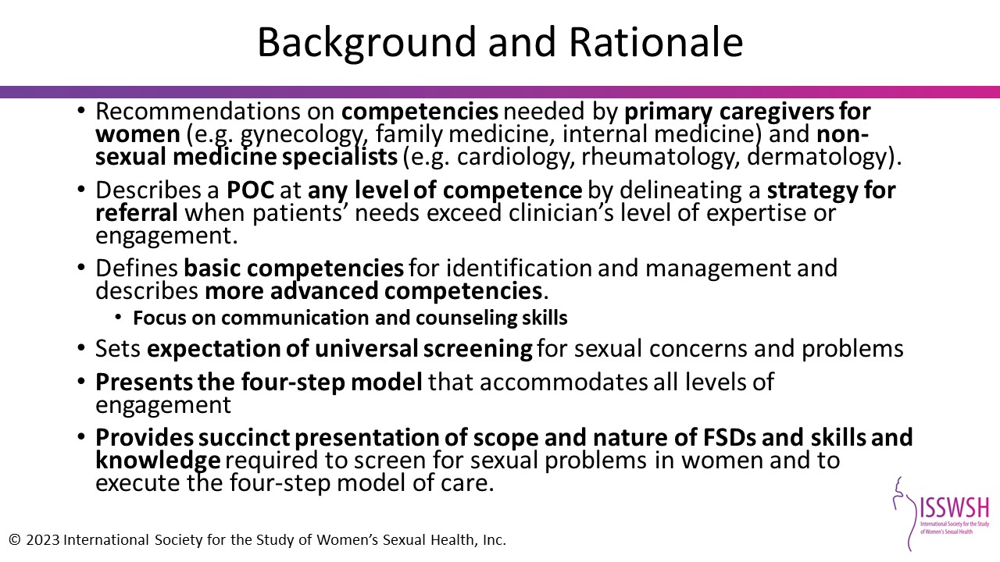 Background and Rationale
• Recommendations on competencies needed by primary caregivers for
women (e.g. gynecology, family medicine, internal medicine) and non-
sexual medicine specialists (e.g. cardiology, rheumatology, dermatology).
• Describes a POC at any level of competence by delineating a strategy for
referral when patients’ needs exceed clinician’s level of expertise or
engagement.
• Defines basic competencies for identification and management and
describes more advanced competencies.
• Focus on communication and counseling skills
• Sets expectation of universal screening for sexual concerns and problems
• Presents the four-step model that accommodates all levels of
engagement
• Provides succinct presentation of scope and nature of FSDs and skills and
knowledge required to screen for sexual problems in women and to
execute the four-step model of care.
ISSWSH
International Society for the Study
of Women's Sexual Health
© 2023 International Society for the Study of Women’s Sexual Health, Inc.